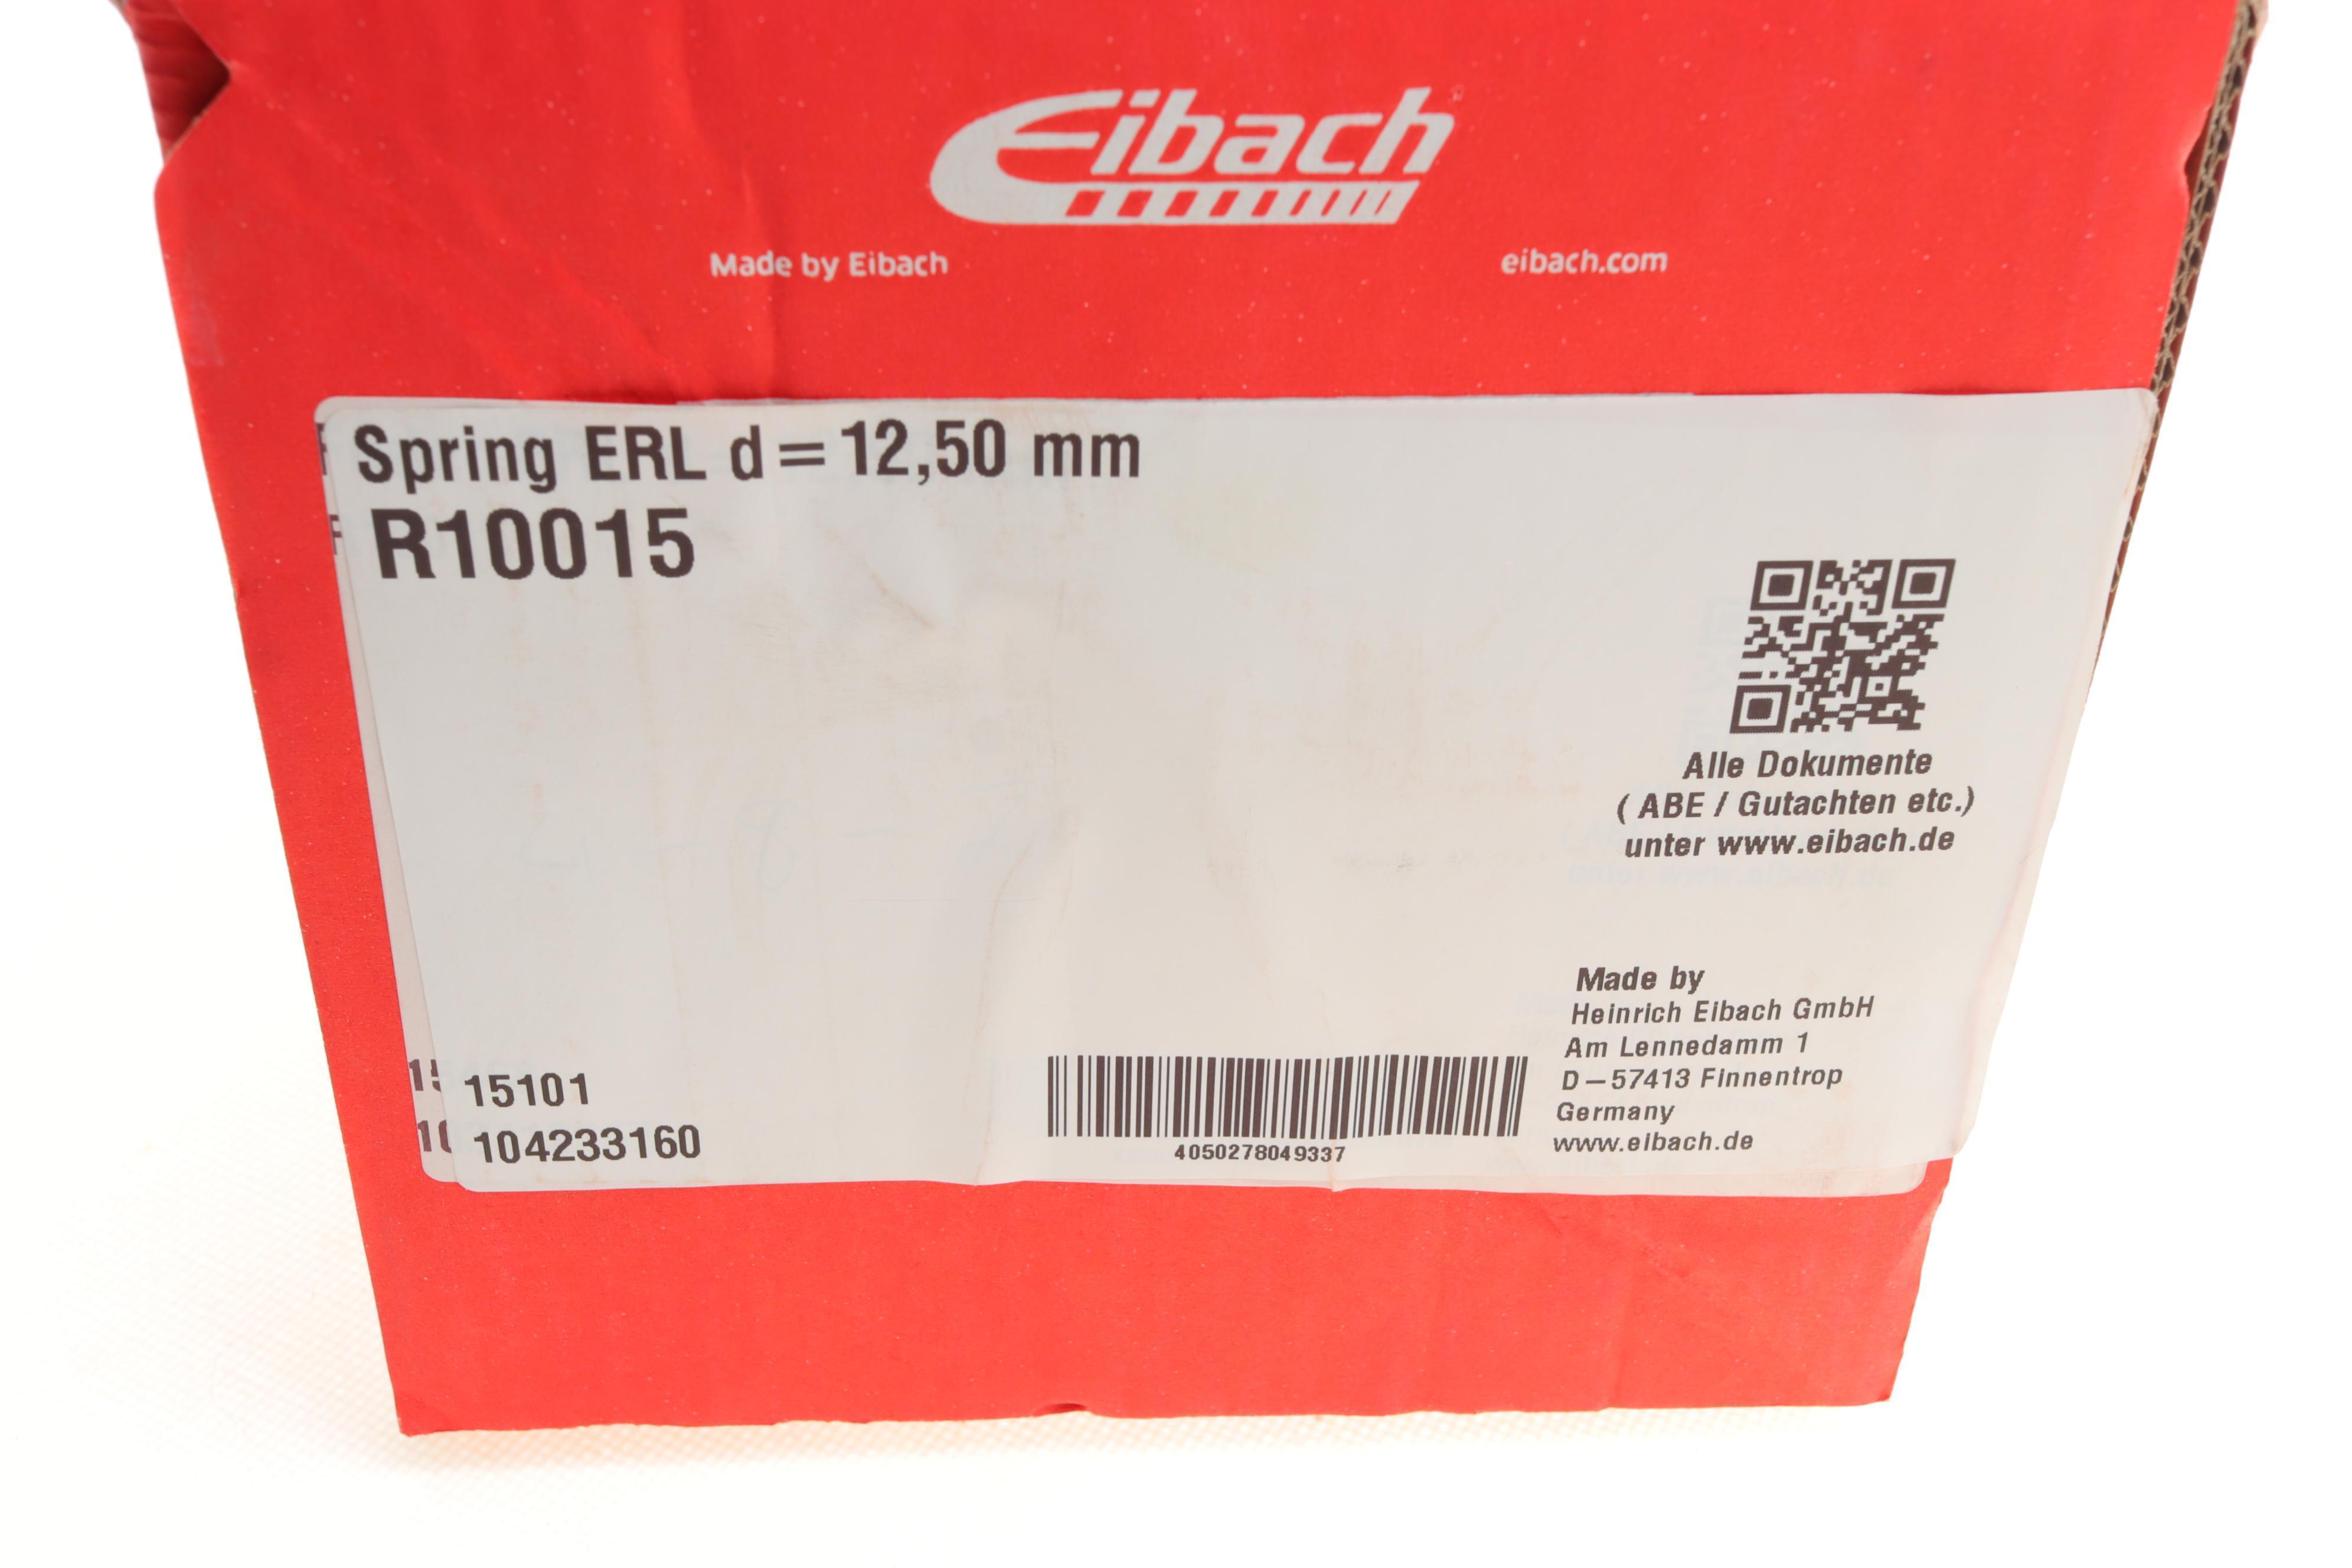 Eibach
Made by Eibach
eibach.com
Spring ERL d=12,50 mm
R10015
Alle Dokumente
( ABE / Gutachten etc.)
unter www.eibach.de
Made by
Heinrich Eibach GmbH
Am Lennedamm 1
D–57413 Finnentrop
Germany
www.eibach.de
15101
104233160
4050278049337